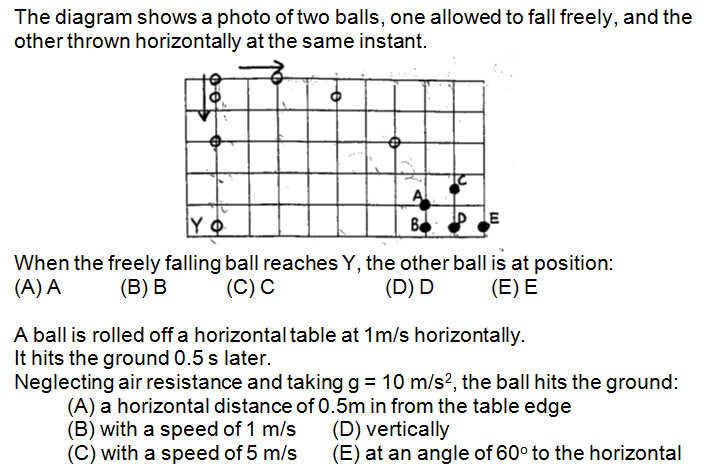 The diagram shows a photo of two balls, one allowed to fall freely, and the
other thrown horizontally at the same instant.
C
A
Y B D E
When the freely falling ball reaches Y, the other ball is at position:
(A) A (B) B (C) C (D) D (E) E
A ball is rolled off a horizontal table at 1m/s horizontally.
It hits the ground 0.5 s later.
Neglecting air resistance and taking g = 10 m/s², the ball hits the ground:
(A) a horizontal distance of 0.5m in from the table edge
(B) with a speed of 1 m/s (D) vertically
(C) with a speed of 5 m/s (E) at an angle of 60º to the horizontal